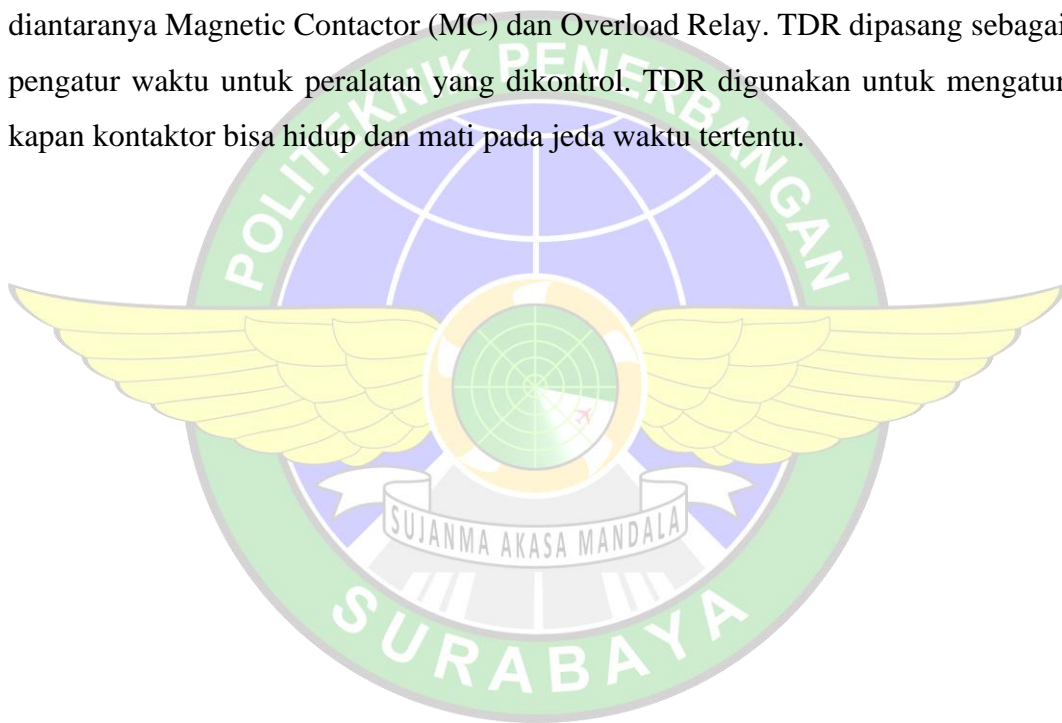 diantaranya Magnetic Contactor (MC) dan Overload Relay. TDR dipasang sebagai
pengatur waktu untuk peralatan yang dikontrol. TDR digunakan untuk mengatur
kapan kontaktor bisa hidup dan mati pada jeda waktu tertentu.
POLITEKNIK PENERBANGAN
SUJANMA AKASA MANDALA
SURABAYA